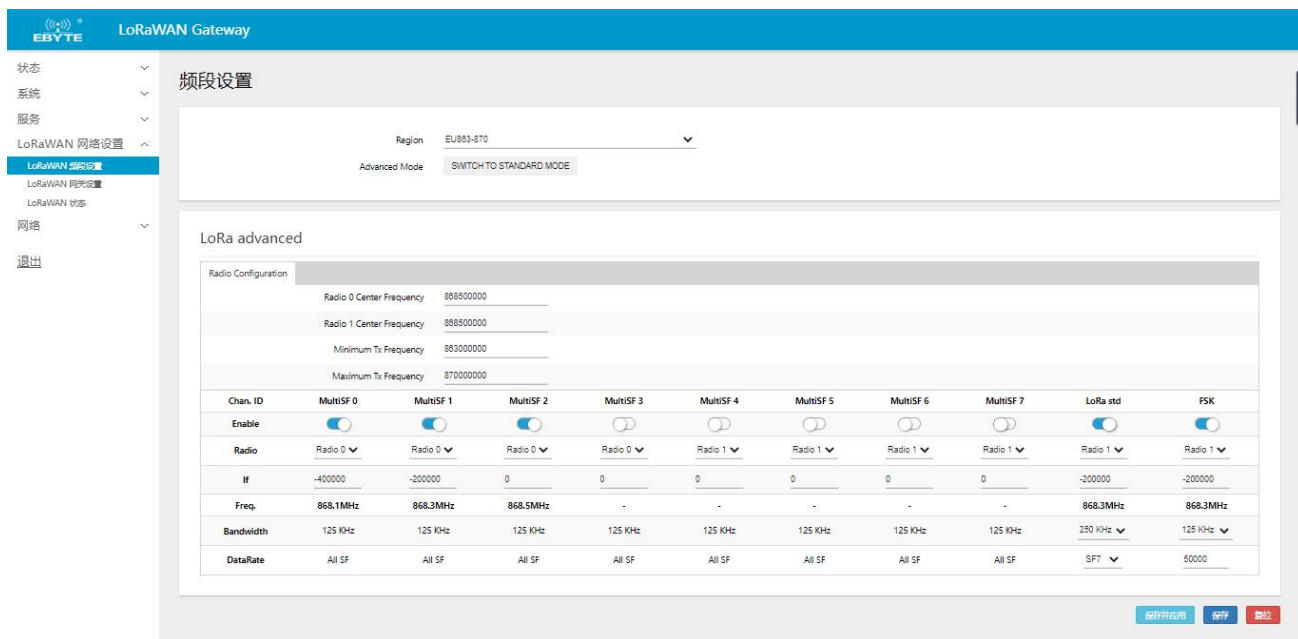 EBYTE ®
LoRaWAN Gateway
状态
系统
服务
LoRaWAN 网络设置
LoRaWAN 频段设置
LoRaWAN 网关设置
LoRaWAN 状态
网络
退出
频段设置
Region EU863-870
Advanced Mode SWITCH TO STANDARD MODE
LoRa advanced
Radio Configuration
Radio 0 Center Frequency 868500000
Radio 1 Center Frequency 868500000
Minimum Tx Frequency 863000000
Maximum Tx Frequency 870000000
Chan. ID MultiSF 0 MultiSF 1 MultiSF 2 MultiSF 3 MultiSF 4 MultiSF 5 MultiSF 6 MultiSF 7 LoRa std FSK
Enable
Radio Radio 0 Radio 0 Radio 0 Radio 0 Radio 1 Radio 1 Radio 1 Radio 1 Radio 1 Radio 1
If -400000 -200000 0 0 0 0 0 0 -200000 -200000
Freq. 868.1MHz 868.3MHz 868.5MHz - - - - - 868.3MHz 868.3MHz
Bandwidth 125 KHz 125 KHz 125 KHz 125 KHz 125 KHz 125 KHz 125 KHz 125 KHz 250 KHz 125 KHz
DataRate All SF All SF All SF All SF All SF All SF All SF All SF SF7 50000
保存并应用 保存 复位